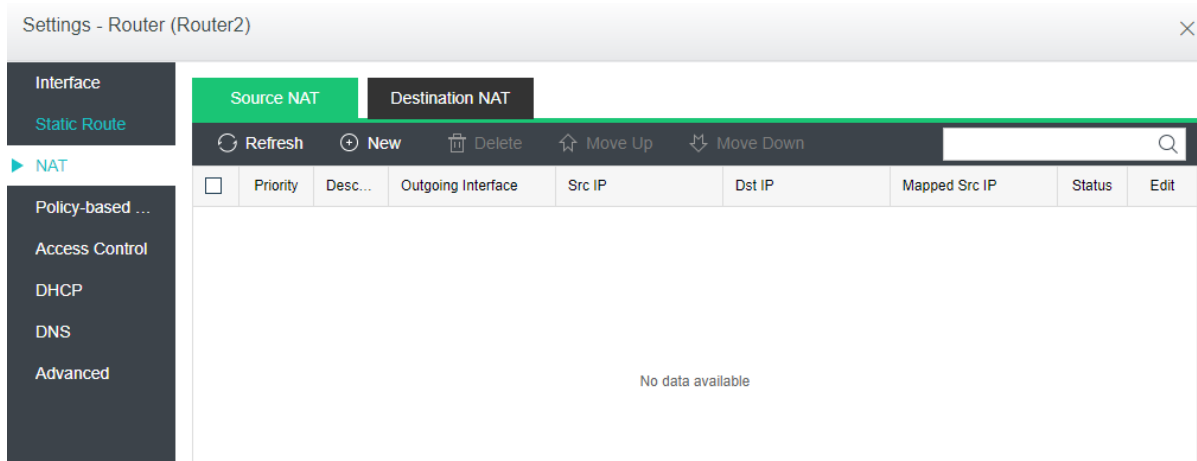 Settings - Router (Router2)
Interface
Static Route
NAT
Policy-based ...
Access Control
DHCP
DNS
Advanced
Source NAT Destination NAT
Refresh New Delete Move Up Move Down
Priority Desc... Outgoing Interface Src IP Dst IP Mapped Src IP Status Edit
No data available